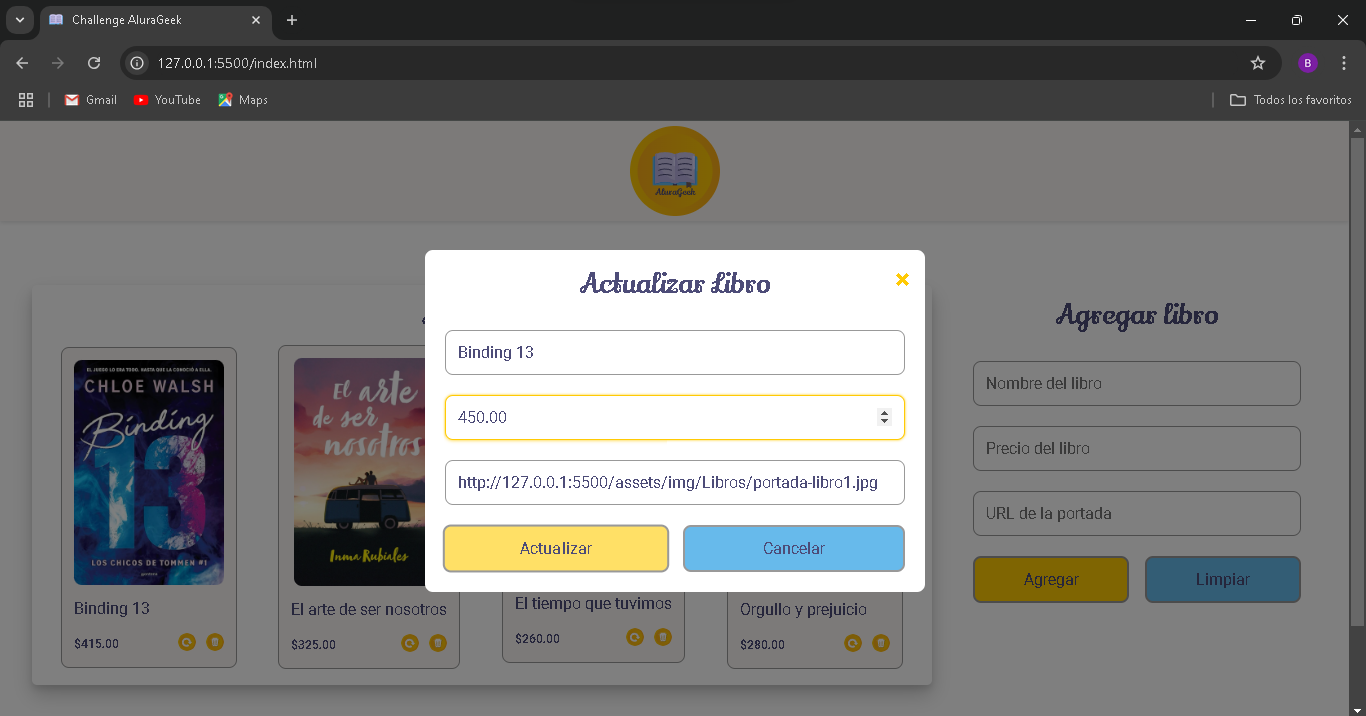 Challenge AluraGeek
127.0.0.1:5500/index.html
B
Gmail
YouTube
Maps
Todos los favoritos
AluraGeek
Actualizar Libro
Binding 13
450.00
http://127.0.0.1:5500/assets/img/Libros/portada-libro1.jpg
Actualizar
Cancelar
EL JERSEY LO ERA TODO. HASTA QUE LA CONOCIÓ A ELLA.
CHLOE WALSH
Binding
13
LOS CHICOS DE TOMMEN #1
Binding 13
$415.00
El arte
de ser
nosotros
Inma Rubiales
El arte de ser nosotros
$325.00
El tiempo que tuvimos
$260.00
Orgullo y prejuicio
$280.00
Agregar libro
Nombre del libro
Precio del libro
URL de la portada
Agregar
Limpiar